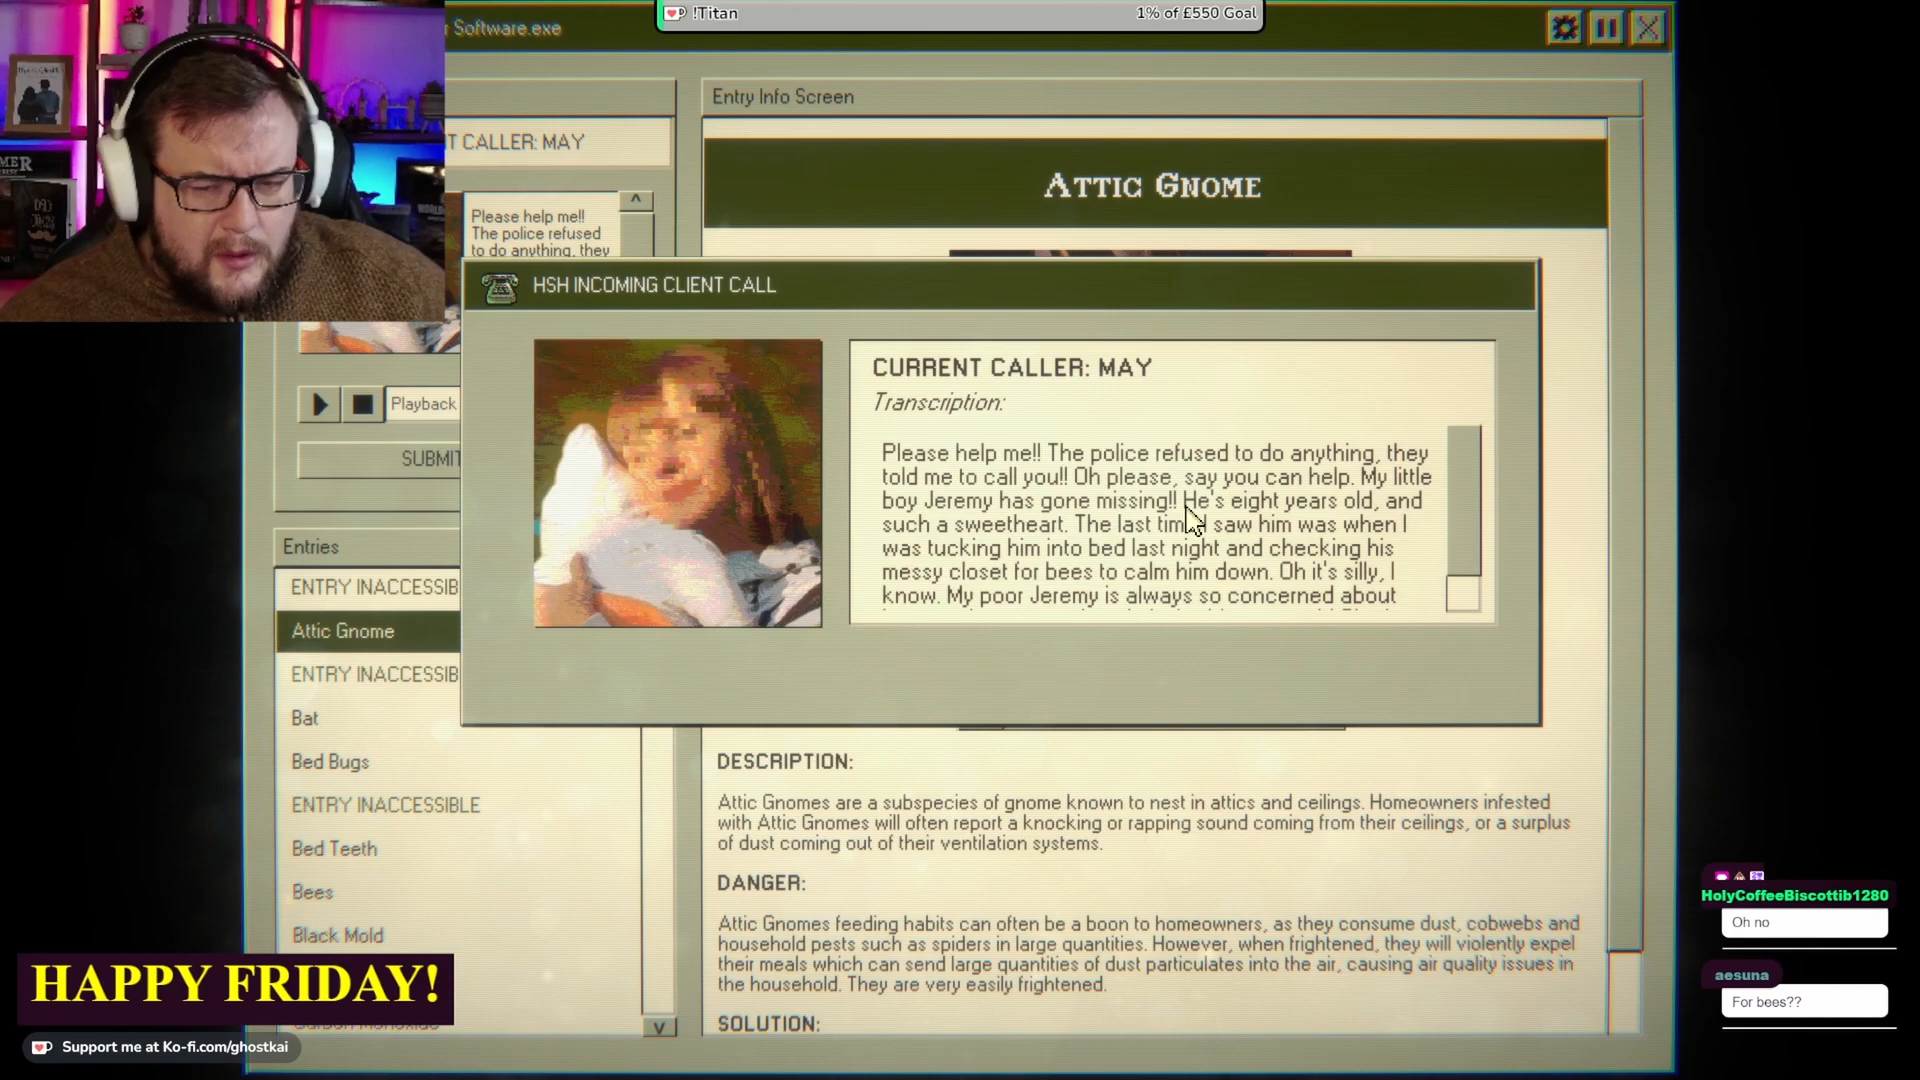 !Titan
1% of £550 Goal
Software.exe
Entry Info Screen
T CALLER: MAY
ATTIC GNOME
Please help me!!
The police refused
to do anything, they
HSH INCOMING CLIENT CALL
CURRENT CALLER: MAY
Transcription:
Please help me!! The police refused to do anything, they
told me to call you!! Oh please, say you can help. My little
boy Jeremy has gone missing!! He's eight years old, and
such a sweetheart. The last time I saw him was when I
was tucking him into bed last night and checking his
messy closet for bees to calm him down. Oh it's silly, I
know. My poor Jeremy is always so concerned about
Playback
SUBMIT
Entries
ENTRY INACCESSIB
Attic Gnome
ENTRY INACCESSIB
Bat
Bed Bugs
ENTRY INACCESSIBLE
Bed Teeth
Bees
Black Mold
Carbon Monoxide
DESCRIPTION:
Attic Gnomes are a subspecies of gnome known to nest in attics and ceilings. Homeowners infested
with Attic Gnomes will often report a knocking or rapping sound coming from their ceilings, or a surplus
of dust coming out of their ventilation systems.
DANGER:
Attic Gnomes feeding habits can often be a boon to homeowners, as they consume dust, cobwebs and
household pests such as spiders in large quantities. However, when frightened, they will violently expel
their meals which can send large quantities of dust particulates into the air, causing air quality issues in
the household. They are very easily frightened.
SOLUTION:
HAPPY FRIDAY!
Support me at Ko-fi.com/ghostkai
HolyCoffeeBiscottib1280
Oh no
aesuna
For bees??